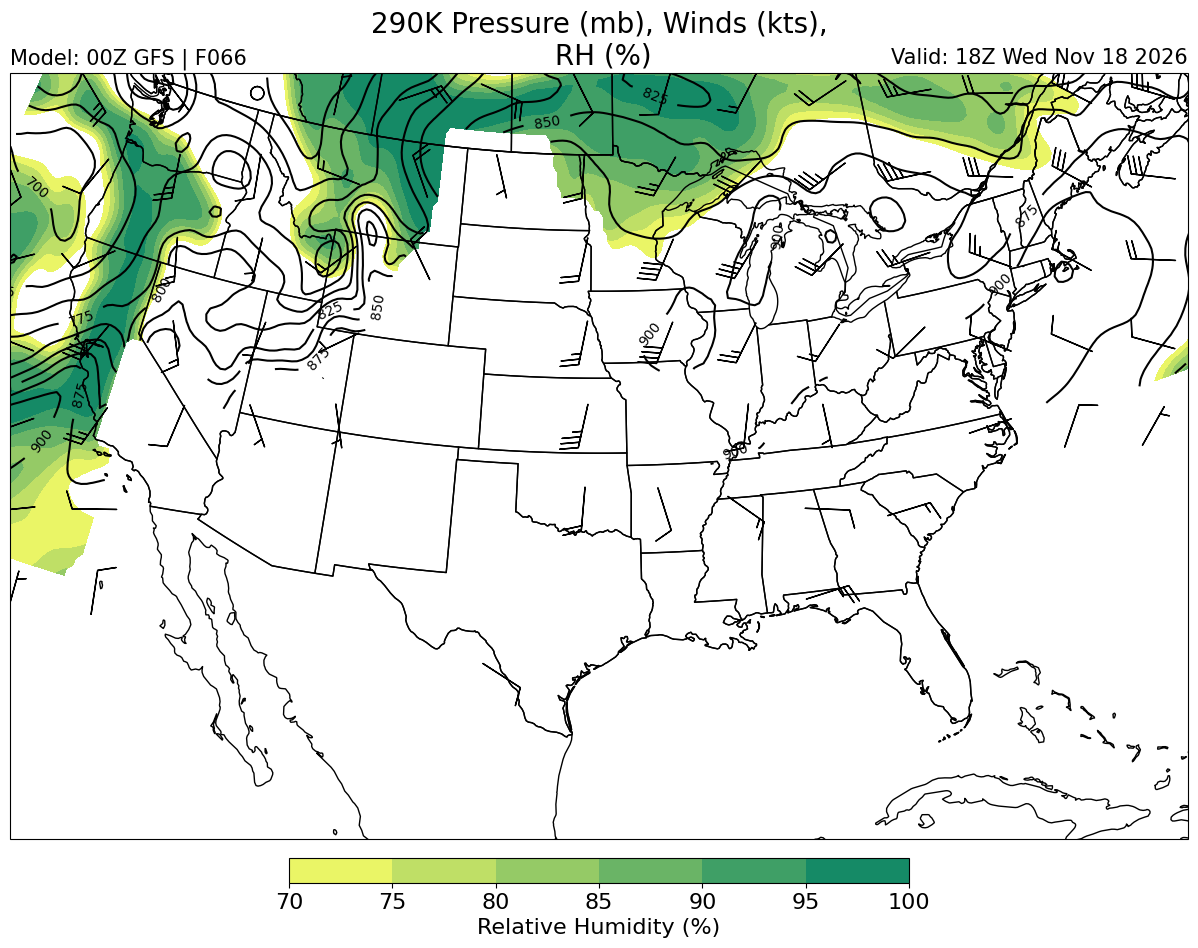 290K Pressure (mb), Winds (kts),
RH (%)
Model: 00Z GFS | F066
Valid: 18Z Wed Nov 18 2026
825
850
700
875
900
800
825
850
775
900
875
900
875
900
900
70 75 80 85 90 95 100
Relative Humidity (%)